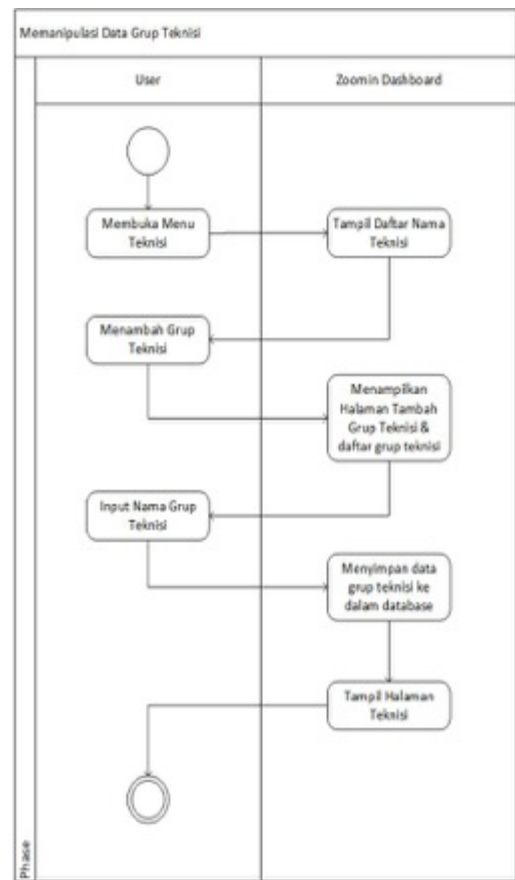 Memanipulasi Data Grup Teknisi
User
Zoomin Dashboard
Membuka Menu
Teknisi
Tampil Daftar Nama
Teknisi
Menambah Grup
Teknisi
Menampilkan
Halaman Tambah
Grup Teknisi &
daftar grup teknisi
Input Nama Grup
Teknisi
Menyimpan data
grup teknisi ke
dalam database
Tampil Halaman
Teknisi
Phase